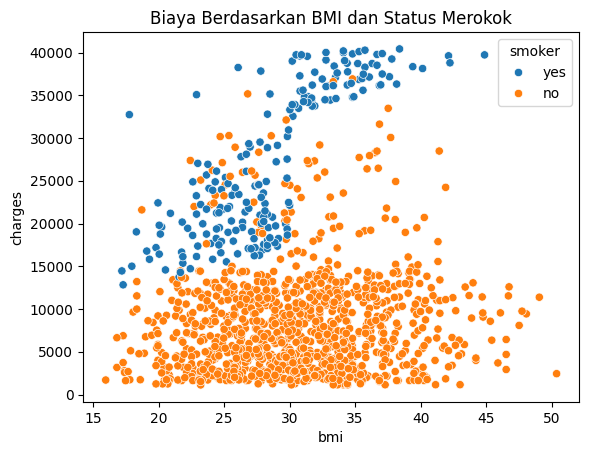 Biaya Berdasarkan BMI dan Status Merokok
40000
35000
30000
25000
20000
15000
10000
5000
0
charges
smoker
yes
no
15 20 25 30 35 40 45 50
bmi